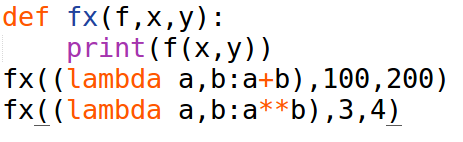 def fx(f,x,y):
    print(f(x,y))
fx((lambda a,b:a+b),100,200)
fx((lambda a,b:a**b),3,4)